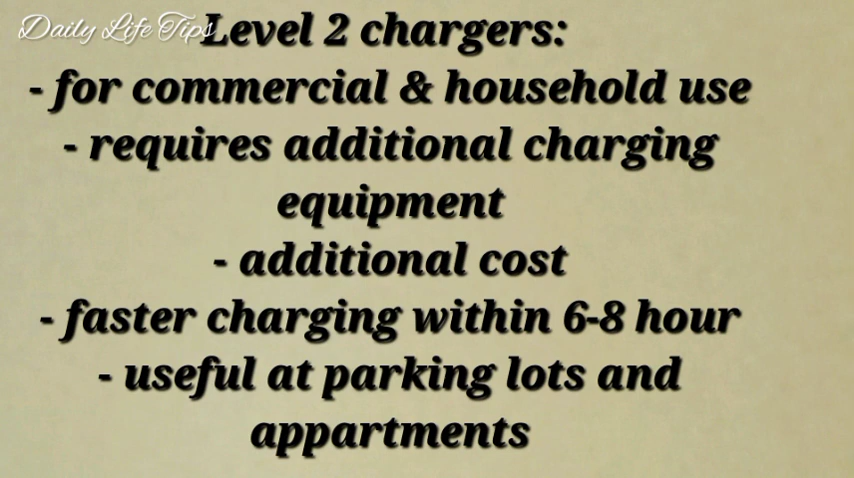 Daily Life Tips
Level 2 chargers:
- for commercial & household use
- requires additional charging
equipment
- additional cost
- faster charging within 6-8 hour
- useful at parking lots and
appartments